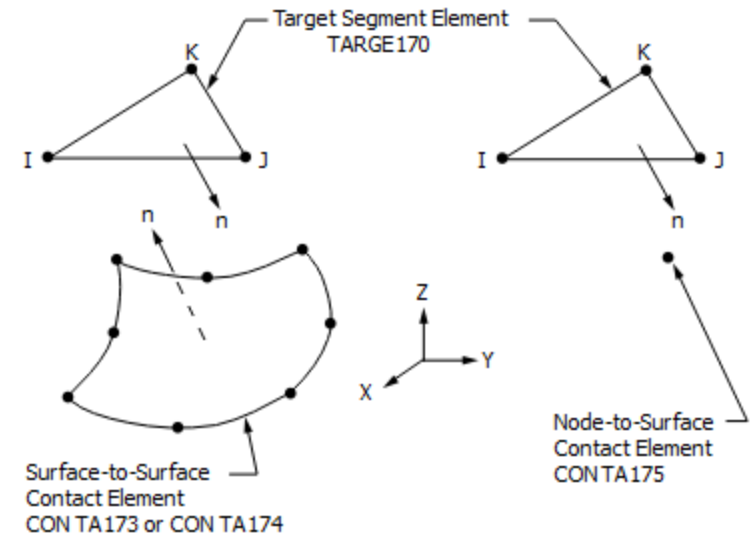 Target Segment Element
TARGE170
K
I
J
n
K
I
J
n
n
Z
Y
X
Surface-to-Surface
Contact Element
CON TA173 or CON TA174
Node-to-Surface
Contact Element
CON TA175